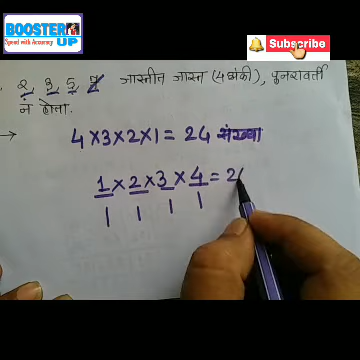 BOOSTER
Speed with Accuracy
UP
Subscribe
2, 3, 5, 7 जास्तीत जास्त (4 अंकी), पुनरावर्ती
न होता.
→ 4×3×2×1 = 24 संख्या
1 × 2 × 3 × 4 = 2
1 1 1 1